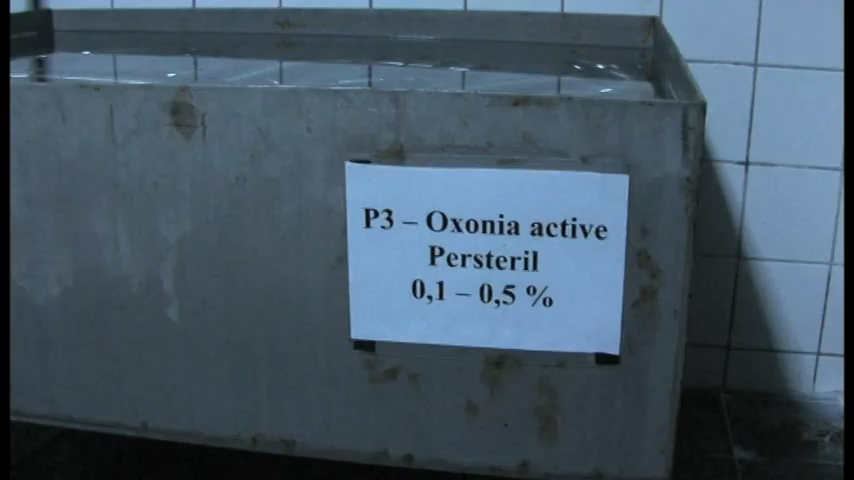 P3 – Oxonia active
Persteril
0,1 – 0,5 %